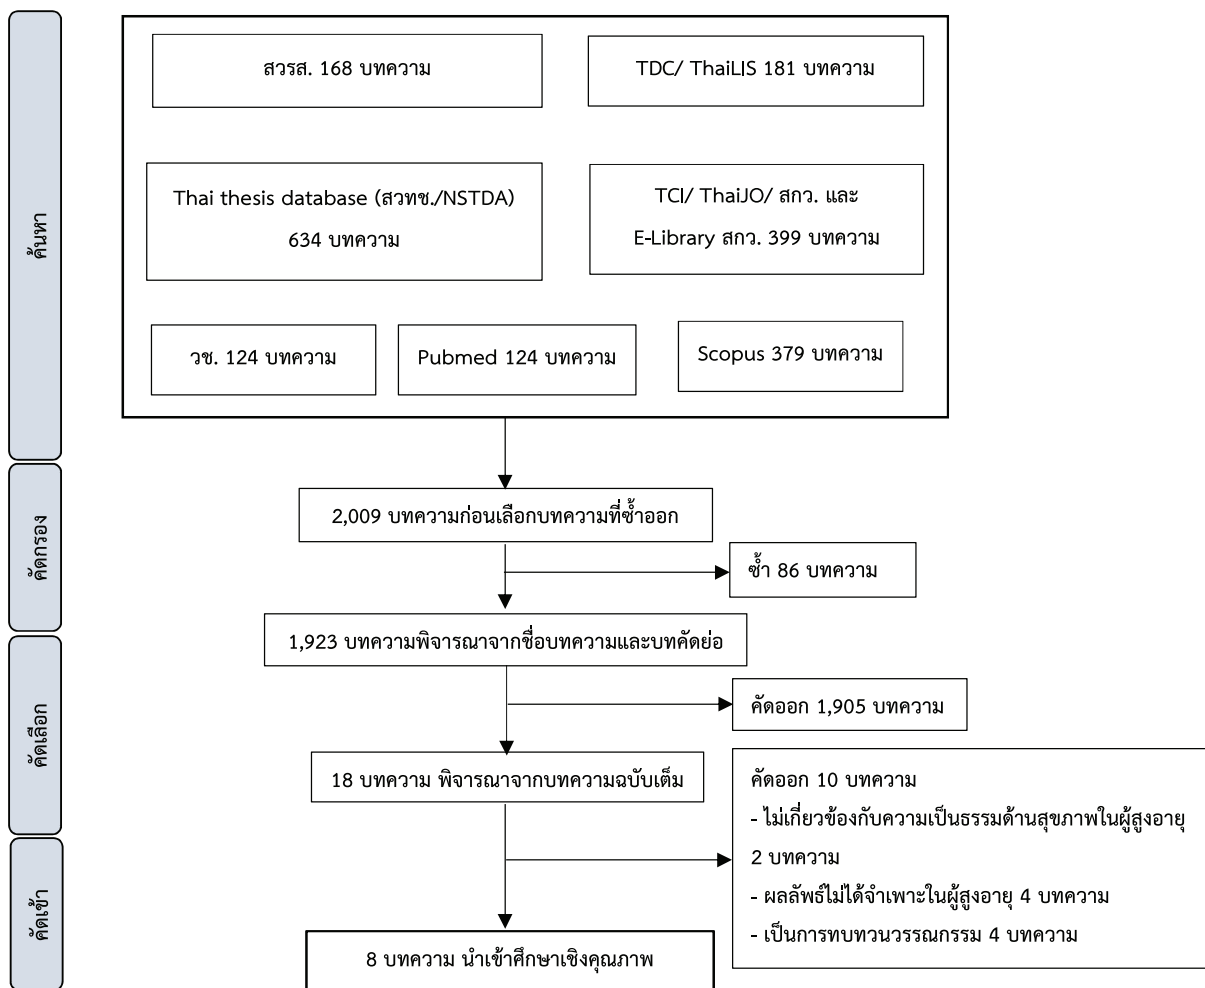 ค้นหา
สวรส. 168 บทความ
TDC/ ThaiLIS 181 บทความ
Thai thesis database (สวทช./NSTDA)
634 บทความ
TCI/ ThaiJO/ สกว. และ
E-Library สกว. 399 บทความ
วช. 124 บทความ
Pubmed 124 บทความ
Scopus 379 บทความ
คัดกรอง
2,009 บทความก่อนเลือกบทความที่ซ้ำออก
ซ้ำ 86 บทความ
1,923 บทความพิจารณาจากชื่อบทความและบทคัดย่อ
คัดเลือก
คัดออก 1,905 บทความ
18 บทความ พิจารณาจากบทความฉบับเต็ม
คัดออก 10 บทความ
- ไม่เกี่ยวข้องกับความเป็นธรรมด้านสุขภาพในผู้สูงอายุ
2 บทความ
- ผลลัพธ์ไม่ได้จำเพาะในผู้สูงอายุ 4 บทความ
- เป็นการทบทวนวรรณกรรม 4 บทความ
คัดเข้า
8 บทความ นำเข้าศึกษาเชิงคุณภาพ